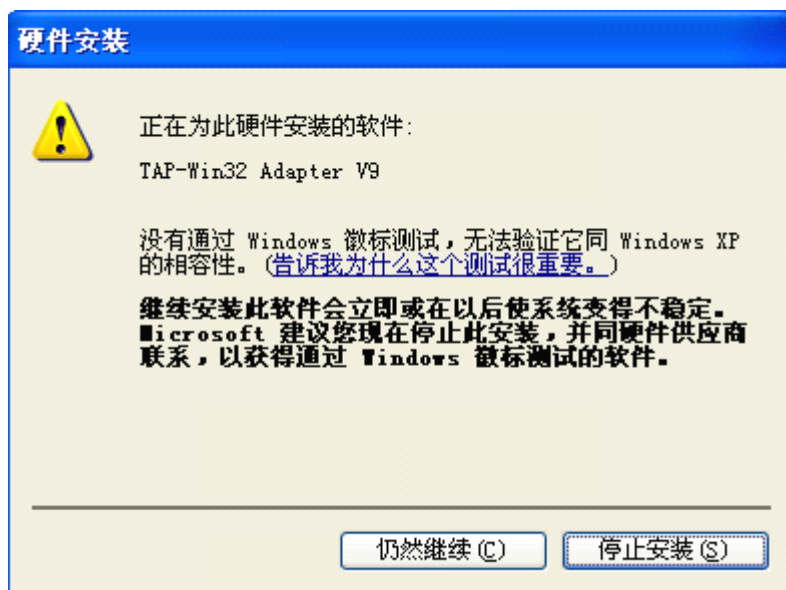 硬件安装
正在为此硬件安装的软件:
TAP-Win32 Adapter V9
没有通过 Windows 徽标测试，无法验证它同 Windows XP
的相容性。(告诉我为什么这个测试很重要。)
继续安装此软件会立即或在以后使系统变得不稳定。
Microsoft 建议您现在停止此安装，并同硬件供应商
联系，以获得通过 Windows 徽标测试的软件。
仍然继续(C)
停止安装(S)